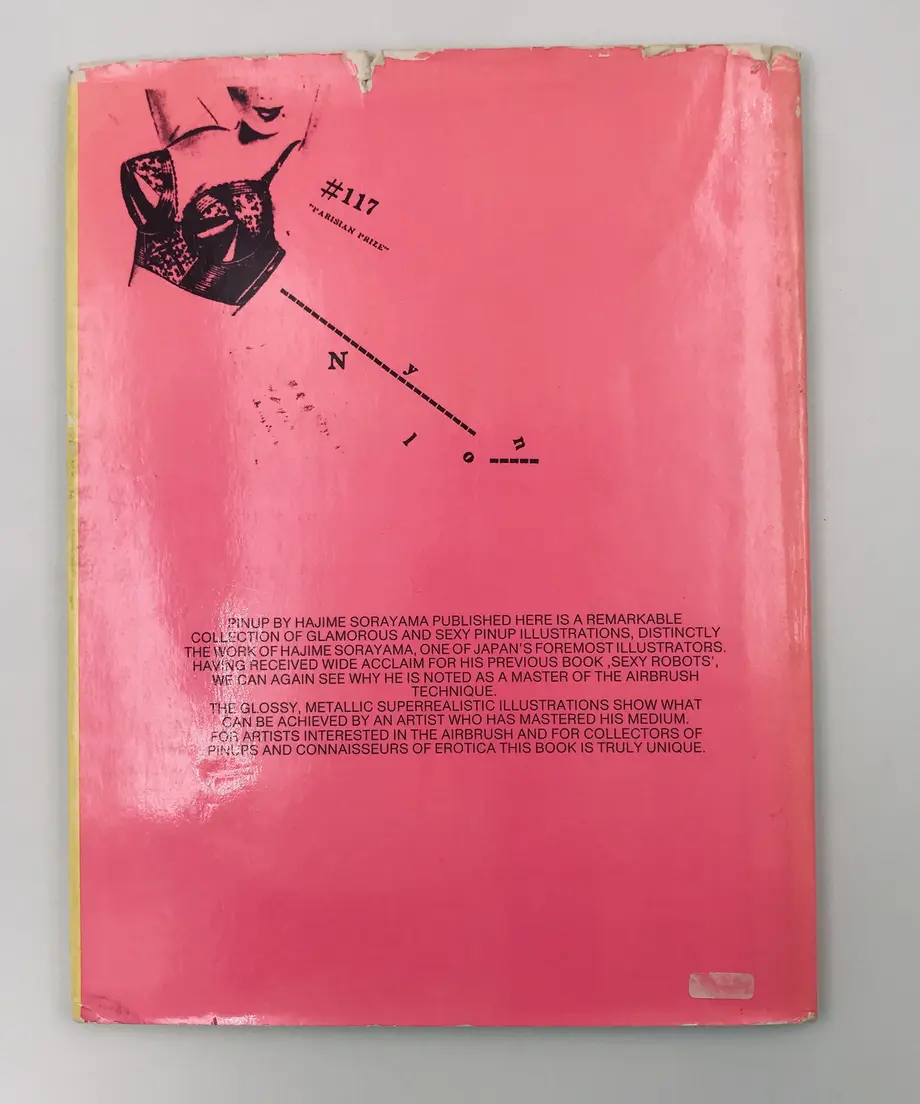 #117
"PARISIAN PRIZE"
N
y
l
o
n
PINUP BY HAJIME SORAYAMA PUBLISHED HERE IS A REMARKABLE
COLLECTION OF GLAMOROUS AND SEXY PINUP ILLUSTRATIONS, DISTINCTLY
THE WORK OF HAJIME SORAYAMA, ONE OF JAPAN'S FOREMOST ILLUSTRATORS.
HAVING RECEIVED WIDE ACCLAIM FOR HIS PREVIOUS BOOK ‚SEXY ROBOTS',
WE CAN AGAIN SEE WHY HE IS NOTED AS A MASTER OF THE AIRBRUSH
TECHNIQUE.
THE GLOSSY, METALLIC SUPERREALISTIC ILLUSTRATIONS SHOW WHAT
CAN BE ACHIEVED BY AN ARTIST WHO HAS MASTERED HIS MEDIUM.
FOR ARTISTS INTERESTED IN THE AIRBRUSH AND FOR COLLECTORS OF
PINUPS AND CONNAISSEURS OF EROTICA THIS BOOK IS TRULY UNIQUE.